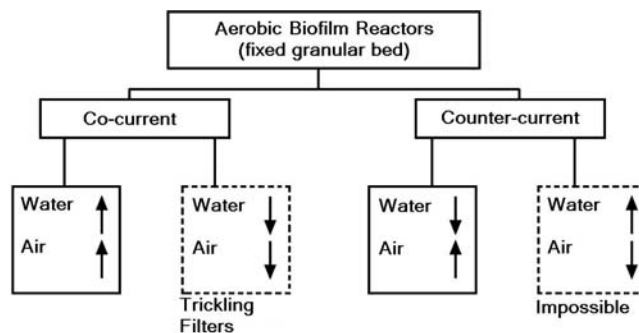 Aerobic Biofilm Reactors
(fixed granular bed)
Co-current
Counter-current
Water
Air
Water
Air
Trickling
Filters
Water
Air
Water
Air
Impossible